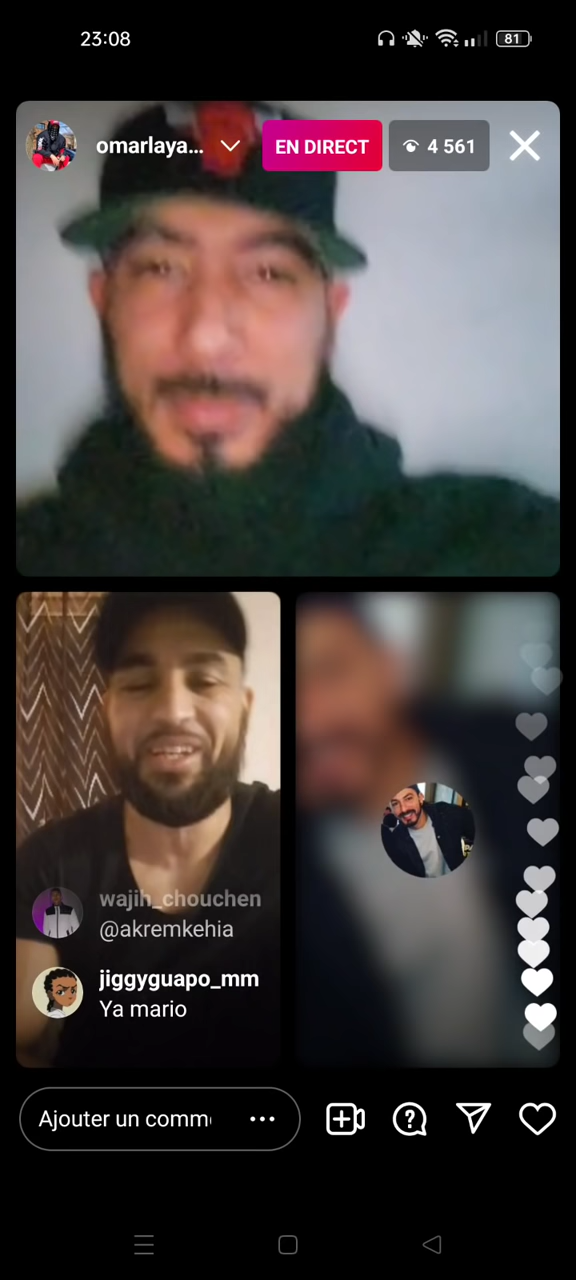 23:08
81
omarlaya...
EN DIRECT
4 561
wajih_chouchen
@akremkehia
jiggyguapo_mm
Ya mario
Ajouter un comm